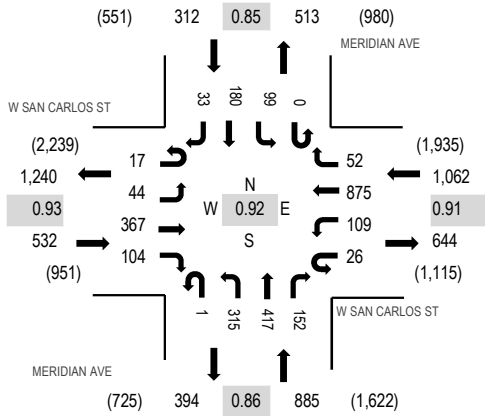 (551) 312 0.85 513 (980)
MERIDIAN AVE
33 180 99 0
W SAN CARLOS ST
(2,239) 17 52 (1,935)
1,240 1,062
44 N 875
0.93 W 0.92 E 0.91
367 109
532 S 644
104 26
(951) (1,115)
1 315 417 152
W SAN CARLOS ST
MERIDIAN AVE
(725) 394 0.86 885 (1,622)